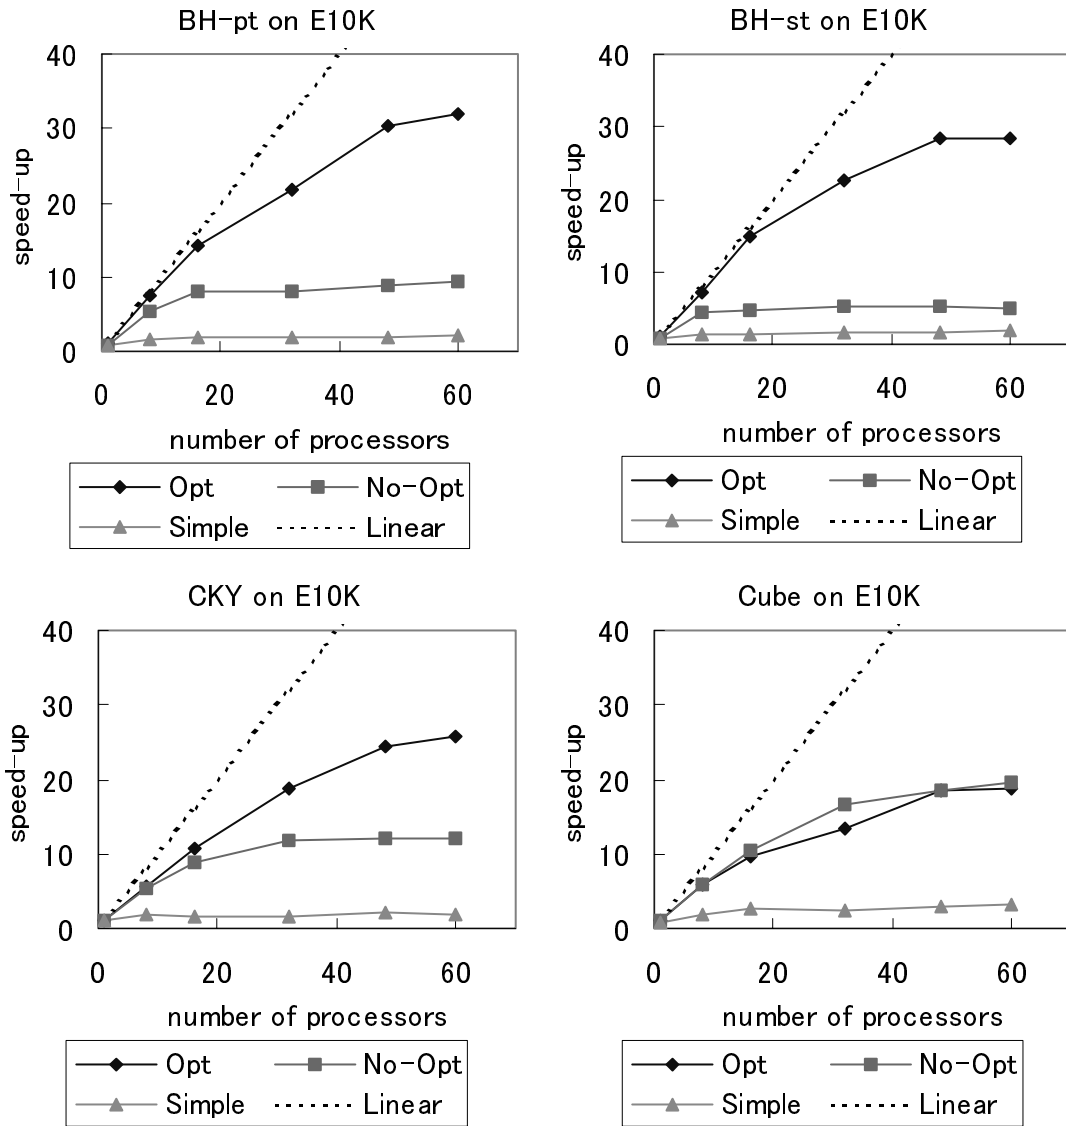 BH-pt on E10K
40
30
20
10
0
speed-up
0 20 40 60
number of processors
Opt No-Opt
Simple Linear
BH-st on E10K
40
30
20
10
0
speed-up
0 20 40 60
number of processors
Opt No-Opt
Simple Linear
CKY on E10K
40
30
20
10
0
speed-up
0 20 40 60
number of processors
Opt No-Opt
Simple Linear
Cube on E10K
40
30
20
10
0
speed-up
0 20 40 60
number of processors
Opt No-Opt
Simple Linear